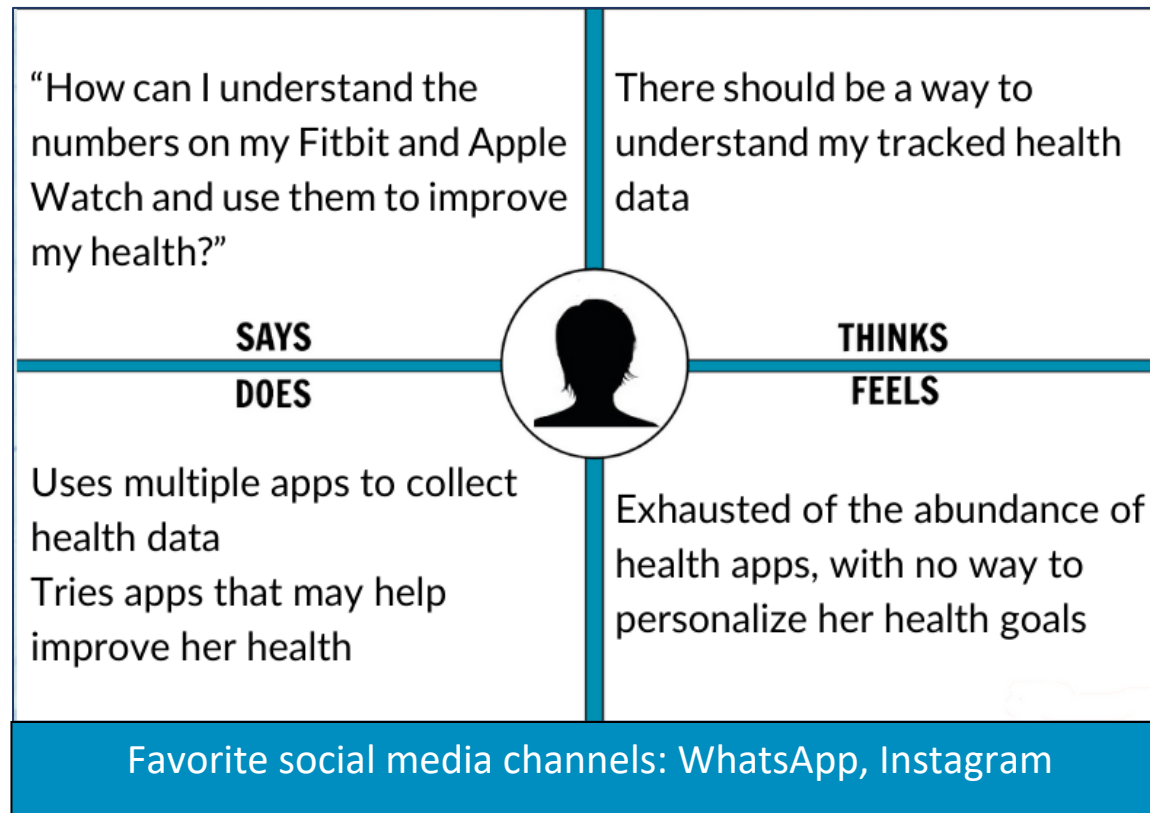 “How can I understand the
numbers on my Fitbit and Apple
Watch and use them to improve
my health?”
SAYS
There should be a way to
understand my tracked health
data
THINKS
DOES
Uses multiple apps to collect
health data
Tries apps that may help
improve her health
FEELS
Exhausted of the abundance of
health apps, with no way to
personalize her health goals
Favorite social media channels: WhatsApp, Instagram